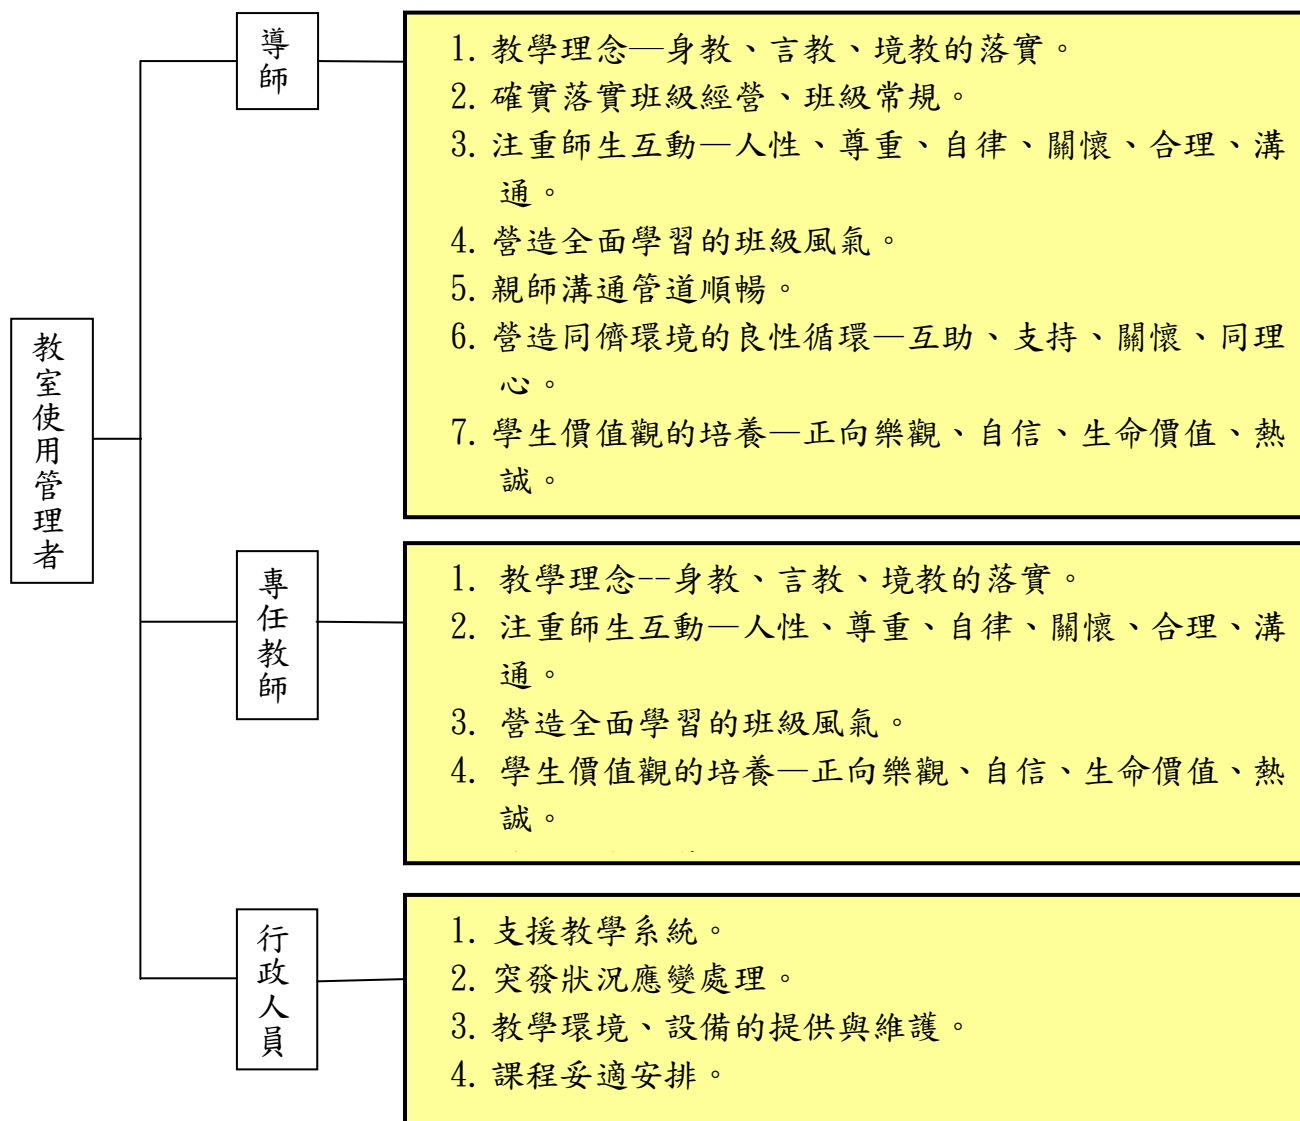 教室使用管理者
導師
1. 教學理念—身教、言教、境教的落實。
2. 確實落實班級經營、班級常規。
3. 注重師生互動—人性、尊重、自律、關懷、合理、溝
通。
4. 營造全面學習的班級風氣。
5. 親師溝通管道順暢。
6. 營造同儕環境的良性循環—互助、支持、關懷、同理
心。
7. 學生價值觀的培養—正向樂觀、自信、生命價值、熱
誠。
專任教師
1. 教學理念--身教、言教、境教的落實。
2. 注重師生互動—人性、尊重、自律、關懷、合理、溝
通。
3. 營造全面學習的班級風氣。
4. 學生價值觀的培養—正向樂觀、自信、生命價值、熱
誠。
行政人員
1. 支援教學系統。
2. 突發狀況應變處理。
3. 教學環境、設備的提供與維護。
4. 課程妥適安排。